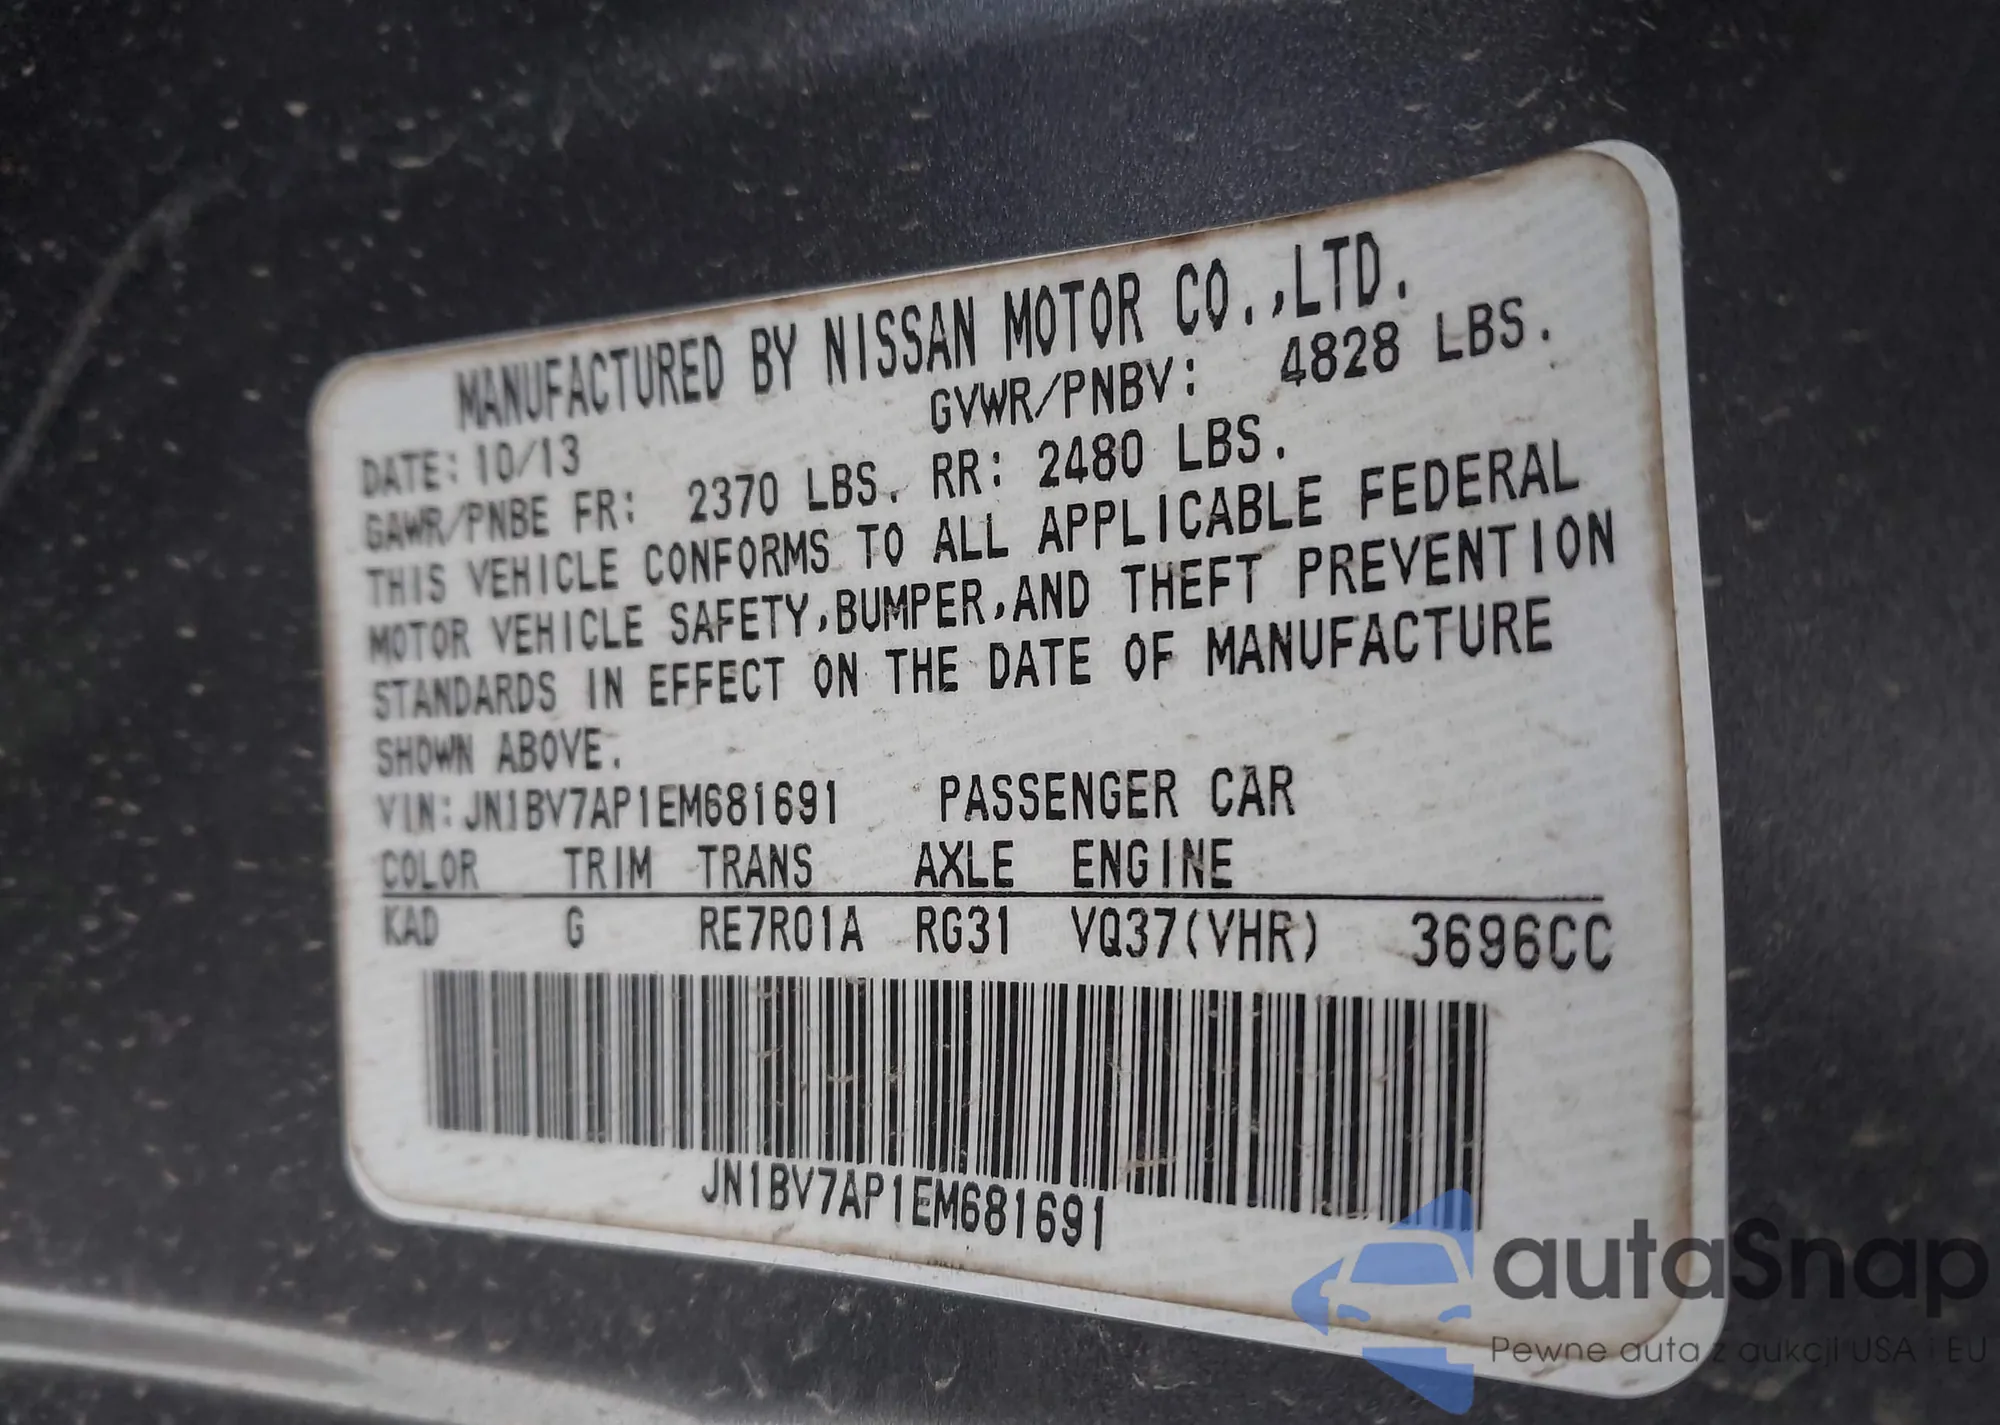 MANUFACTURED BY NISSAN MOTOR CO.,LTD.
GVWR/PNBV: 4828 LBS.
DATE: 10/13
GAWR/PNBE FR: 2370 LBS. RR: 2480 LBS.
THIS VEHICLE CONFORMS TO ALL APPLICABLE FEDERAL
MOTOR VEHICLE SAFETY,BUMPER,AND THEFT PREVENTION
STANDARDS IN EFFECT ON THE DATE OF MANUFACTURE
SHOWN ABOVE.
VIN:JN1BV7AP1EM681691 PASSENGER CAR
COLOR TRIM TRANS AXLE ENGINE
KAD G RE7R01A RG31 VQ37(VHR) 3696CC
JN1BV7AP1EM681691
autaSnap
Pewne auta z aukcji USA i EU